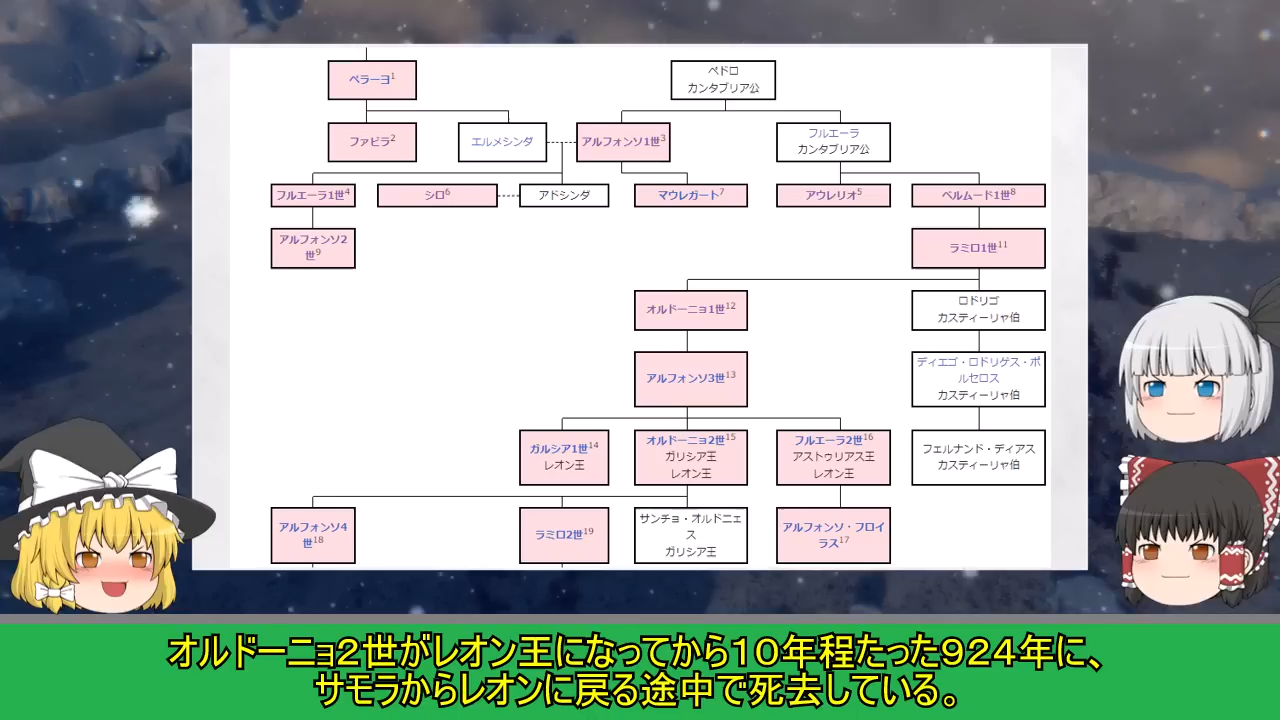 ペラーヨ1
ペドロ
カンタブリア公
ファビラ2
エルメシンダ
アルフォンソ1世3
フルエーラ
カンタブリア公
フルエーラ1世4
シロ6
アドシンダ
マウレガート7
アウレリオ5
ベルムード1世8
アルフォンソ2
世9
ラミロ1世11
オルドーニョ1世12
ロドリゴ
カスティーリャ伯
アルフォンソ3世13
ディエゴ・ロドリゲス・ポ
ルセロス
カスティーリャ伯
ガルシア1世14
レオン王
オルドーニョ2世15
ガリシア王
レオン王
フルエーラ2世16
アストゥリアス王
レオン王
フェルナンド・ディアス
カスティーリャ伯
アルフォンソ4
世18
ラミロ2世19
サンチョ・オルドニェ
ス
ガリシア王
アルフォンソ・フロイ
ラス17
オルドーニョ2世がレオン王になってから10年程たった924年に、
サモラからレオンに戻る途中で死去している。